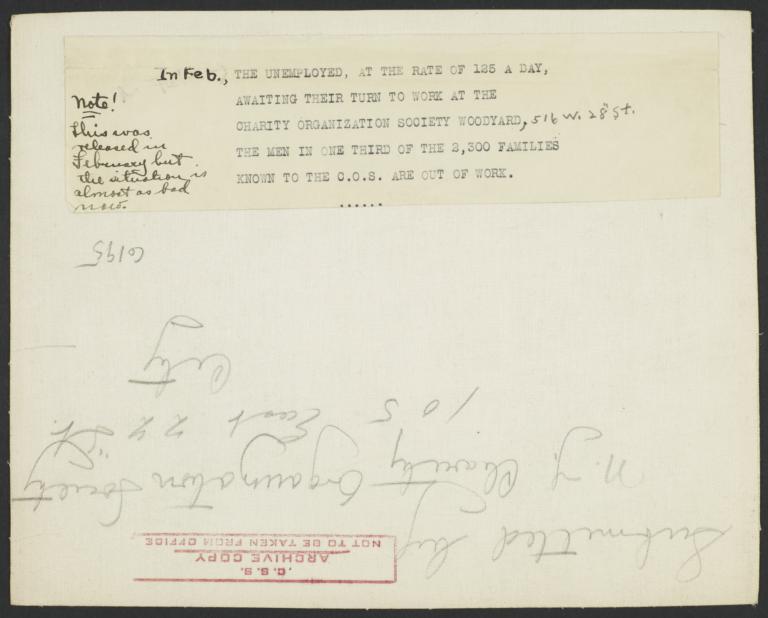 In Feb., THE UNEMPLOYED, AT THE RATE OF 125 A DAY,
AWAITING THEIR TURN TO WORK AT THE
CHARITY ORGANIZATION SOCIETY WOODYARD, 516 W. 28" St.
THE MEN IN ONE THIRD OF THE 2,300 FAMILIES
KNOWN TO THE C.O.S. ARE OUT OF WORK.
......
Note!
This was
released in
February but
the situation is
almost as bad
now.
Submitted by
N.Y. Charity Organization Society
105 East 22" St.
City
6195
C.S.S.
ARCHIVE COPY
NOT TO BE TAKEN FROM OFFICE